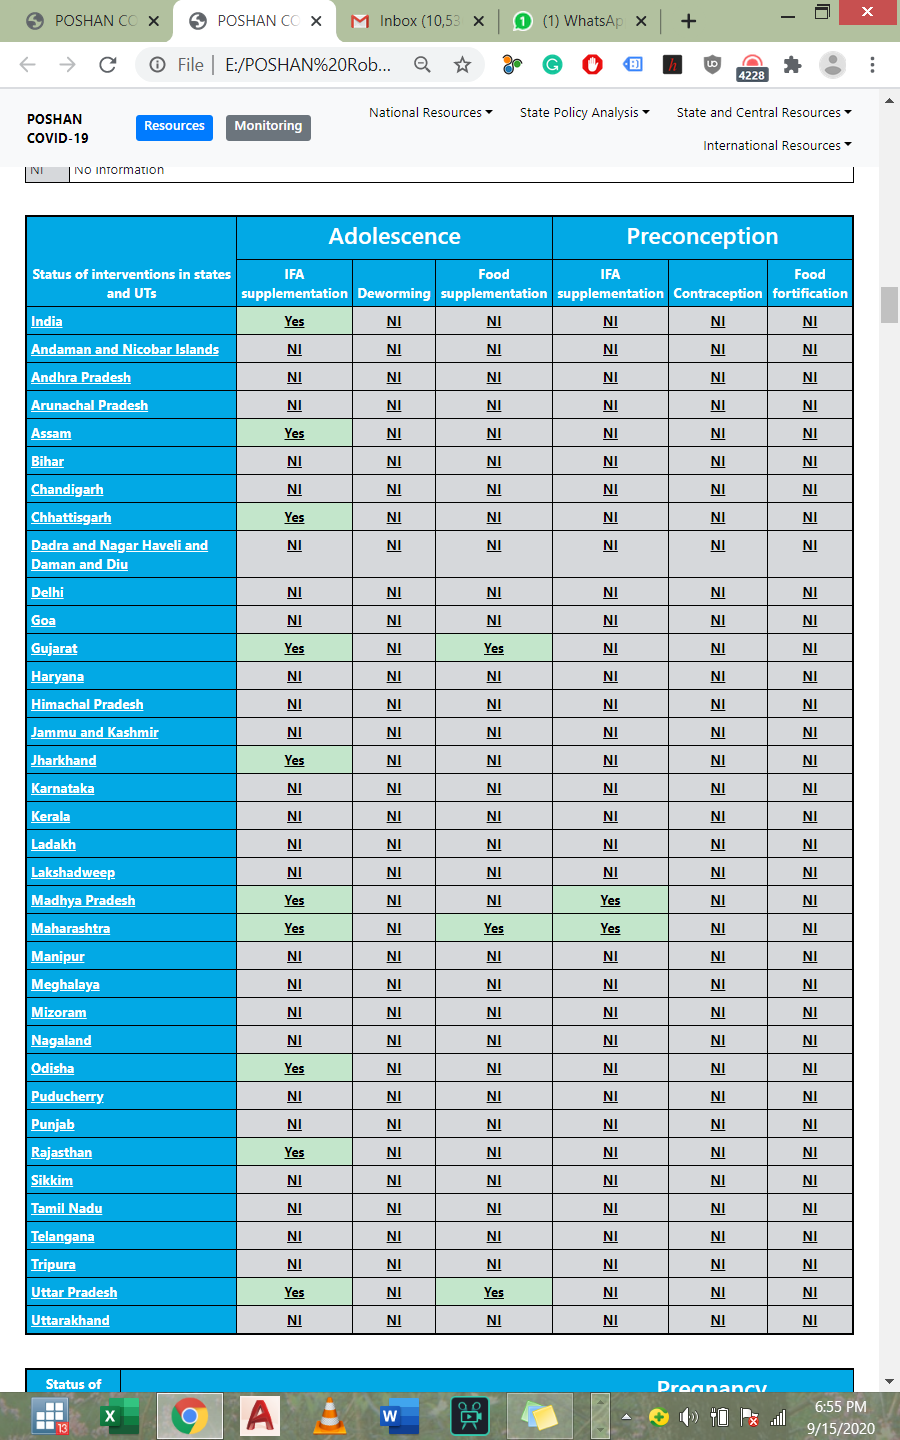 POSHAN CO
POSHAN CO
Inbox (10,53
(1) WhatsAp
File
E:/POSHAN%20Rob...
4228
POSHAN COVID-19
Resources
Monitoring
National Resources
State Policy Analysis
State and Central Resources
International Resources
NI No Information
Adolescence Preconception
Status of interventions in states and UTs IFA supplementation Deworming Food supplementation IFA supplementation Contraception Food fortification
India Yes NI NI NI NI NI
Andaman and Nicobar Islands NI NI NI NI NI NI
Andhra Pradesh NI NI NI NI NI NI
Arunachal Pradesh NI NI NI NI NI NI
Assam Yes NI NI NI NI NI
Bihar NI NI NI NI NI NI
Chandigarh NI NI NI NI NI NI
Chhattisgarh Yes NI NI NI NI NI
Dadra and Nagar Haveli and Daman and Diu NI NI NI NI NI NI
Delhi NI NI NI NI NI NI
Goa NI NI NI NI NI NI
Gujarat Yes NI Yes NI NI NI
Haryana NI NI NI NI NI NI
Himachal Pradesh NI NI NI NI NI NI
Jammu and Kashmir NI NI NI NI NI NI
Jharkhand Yes NI NI NI NI NI
Karnataka NI NI NI NI NI NI
Kerala NI NI NI NI NI NI
Ladakh NI NI NI NI NI NI
Lakshadweep NI NI NI NI NI NI
Madhya Pradesh Yes NI NI Yes NI NI
Maharashtra Yes NI Yes Yes NI NI
Manipur NI NI NI NI NI NI
Meghalaya NI NI NI NI NI NI
Mizoram NI NI NI NI NI NI
Nagaland NI NI NI NI NI NI
Odisha Yes NI NI NI NI NI
Puducherry NI NI NI NI NI NI
Punjab NI NI NI NI NI NI
Rajasthan Yes NI NI NI NI NI
Sikkim NI NI NI NI NI NI
Tamil Nadu NI NI NI NI NI NI
Telangana NI NI NI NI NI NI
Tripura NI NI NI NI NI NI
Uttar Pradesh Yes NI Yes NI NI NI
Uttarakhand NI NI NI NI NI NI
Status of Pregnancy
13
6:55 PM
9/15/2020